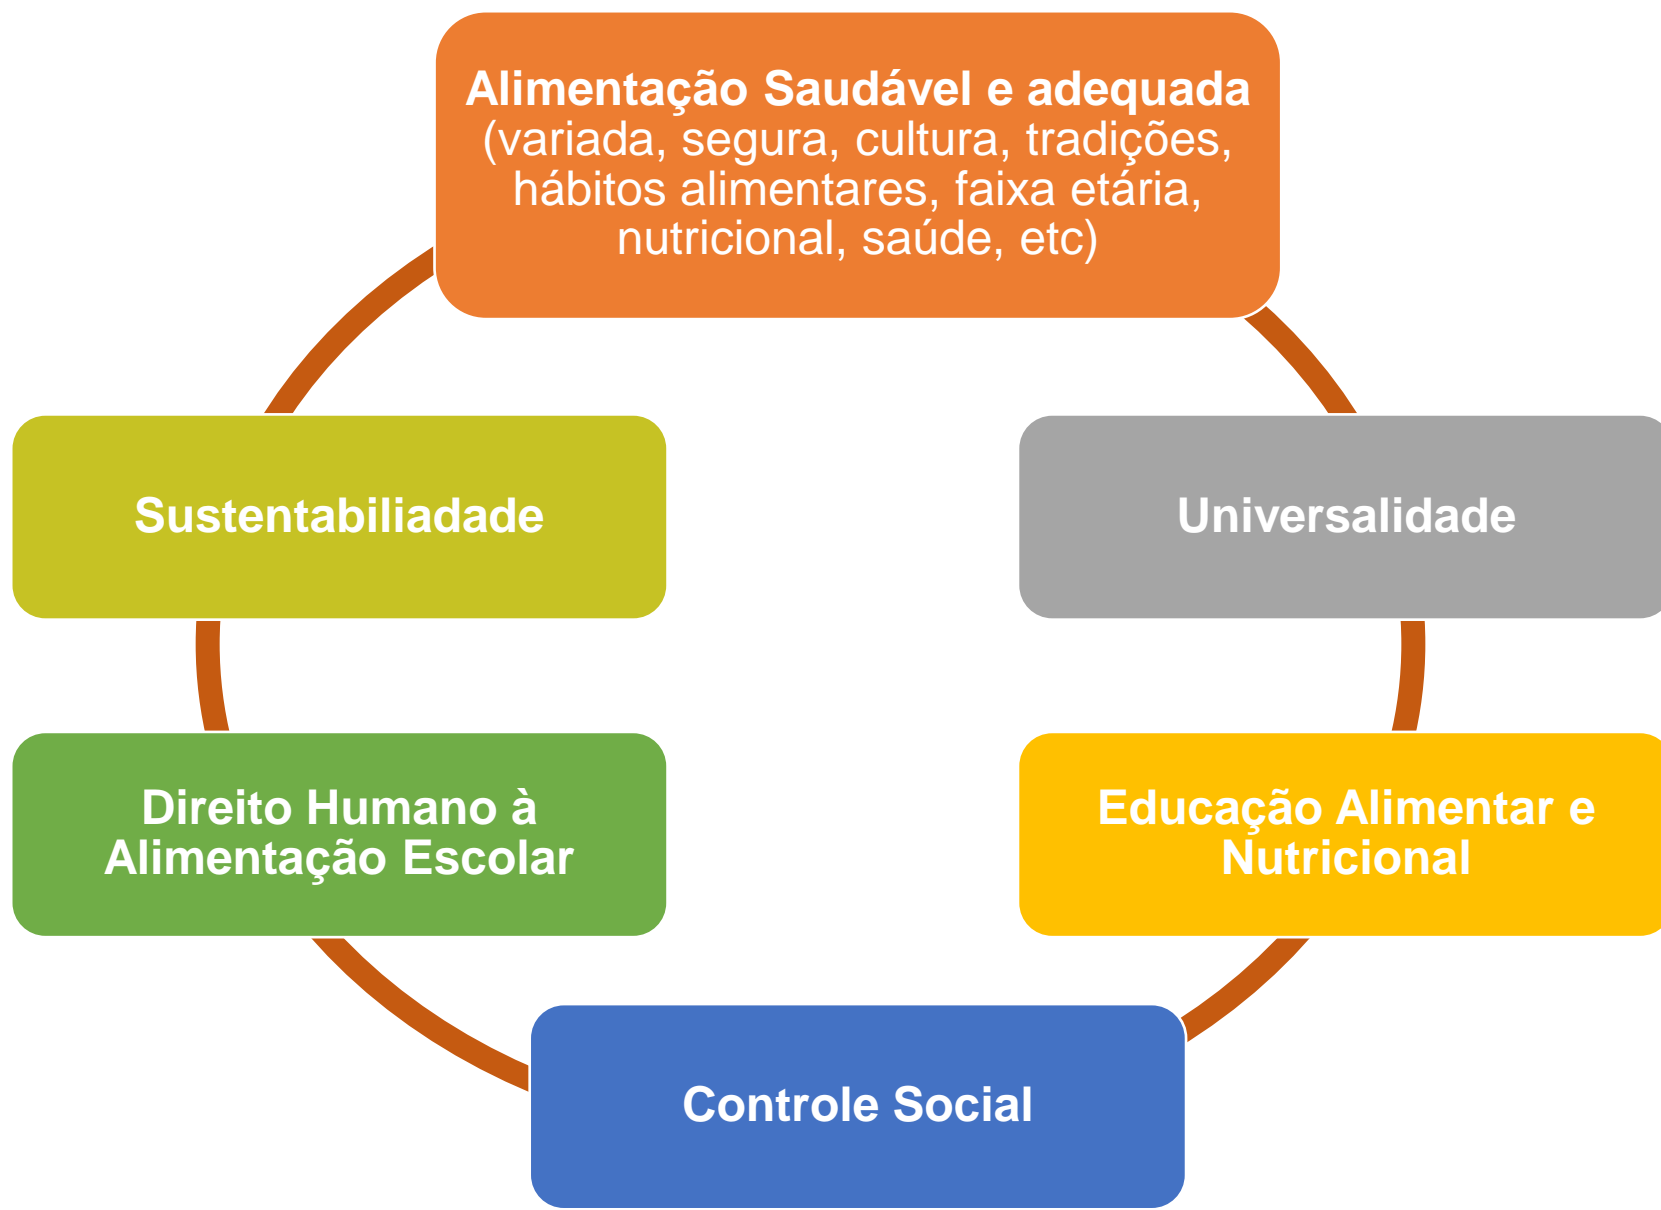 Alimentação Saudável e adequada
(variada, segura, cultura, tradições,
hábitos alimentares, faixa etária,
nutricional, saúde, etc)
Sustentabiliadade
Universalidade
Direito Humano à
Alimentação Escolar
Educação Alimentar e
Nutricional
Controle Social